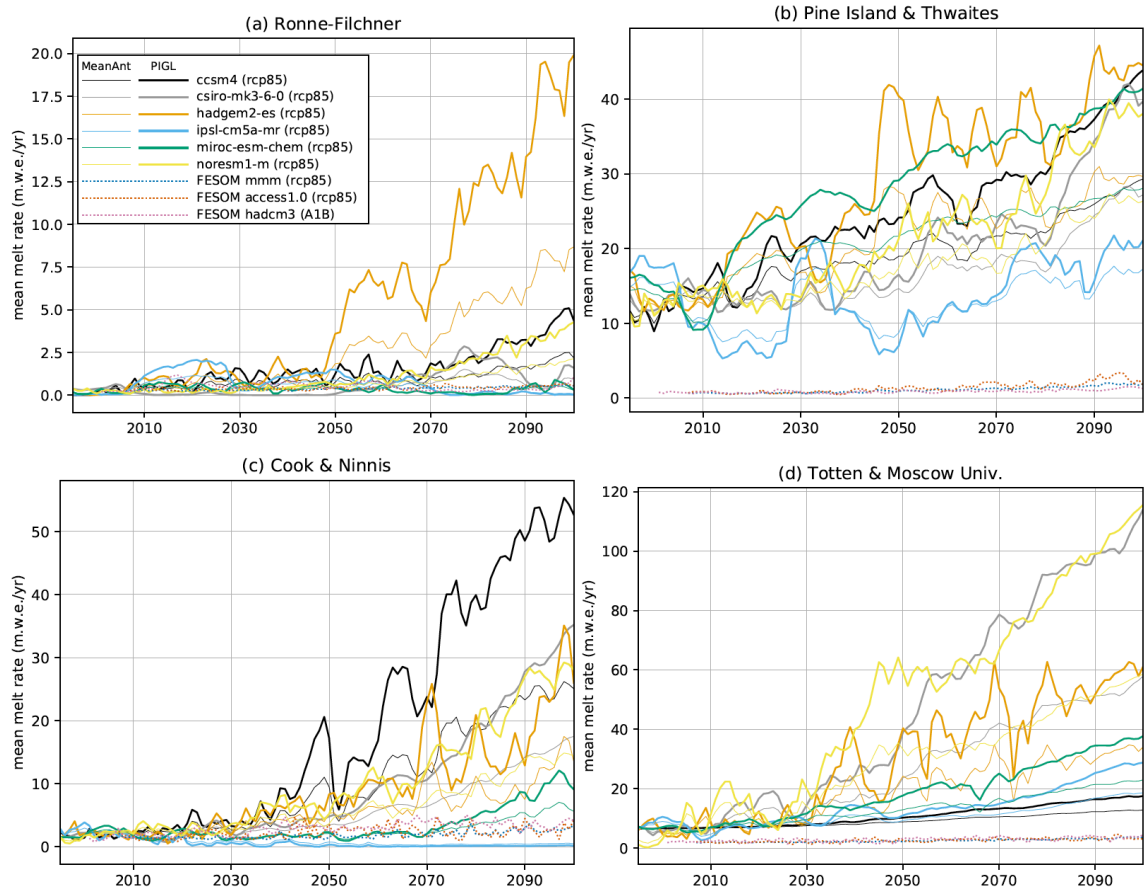 (a) Ronne-Filchner
mean melt rate (m.w.e./yr)
20.0
17.5
15.0
12.5
10.0
7.5
5.0
2.5
0.0
MeanAnt PIGL
ccsm4 (rcp85)
csiro-mk3-6-0 (rcp85)
hadgem2-es (rcp85)
ipsl-cm5a-mr (rcp85)
miroc-esm-chem (rcp85)
noresm1-m (rcp85)
FESOM mmm (rcp85)
FESOM access1.0 (rcp85)
FESOM hadcm3 (A1B)
2010 2030 2050 2070 2090
(b) Pine Island & Thwaites
mean melt rate (m.w.e./yr)
40
30
20
10
0
2010 2030 2050 2070 2090
(c) Cook & Ninnis
mean melt rate (m.w.e./yr)
50
40
30
20
10
0
2010 2030 2050 2070 2090
(d) Totten & Moscow Univ.
mean melt rate (m.w.e./yr)
120
100
80
60
40
20
0
2010 2030 2050 2070 2090